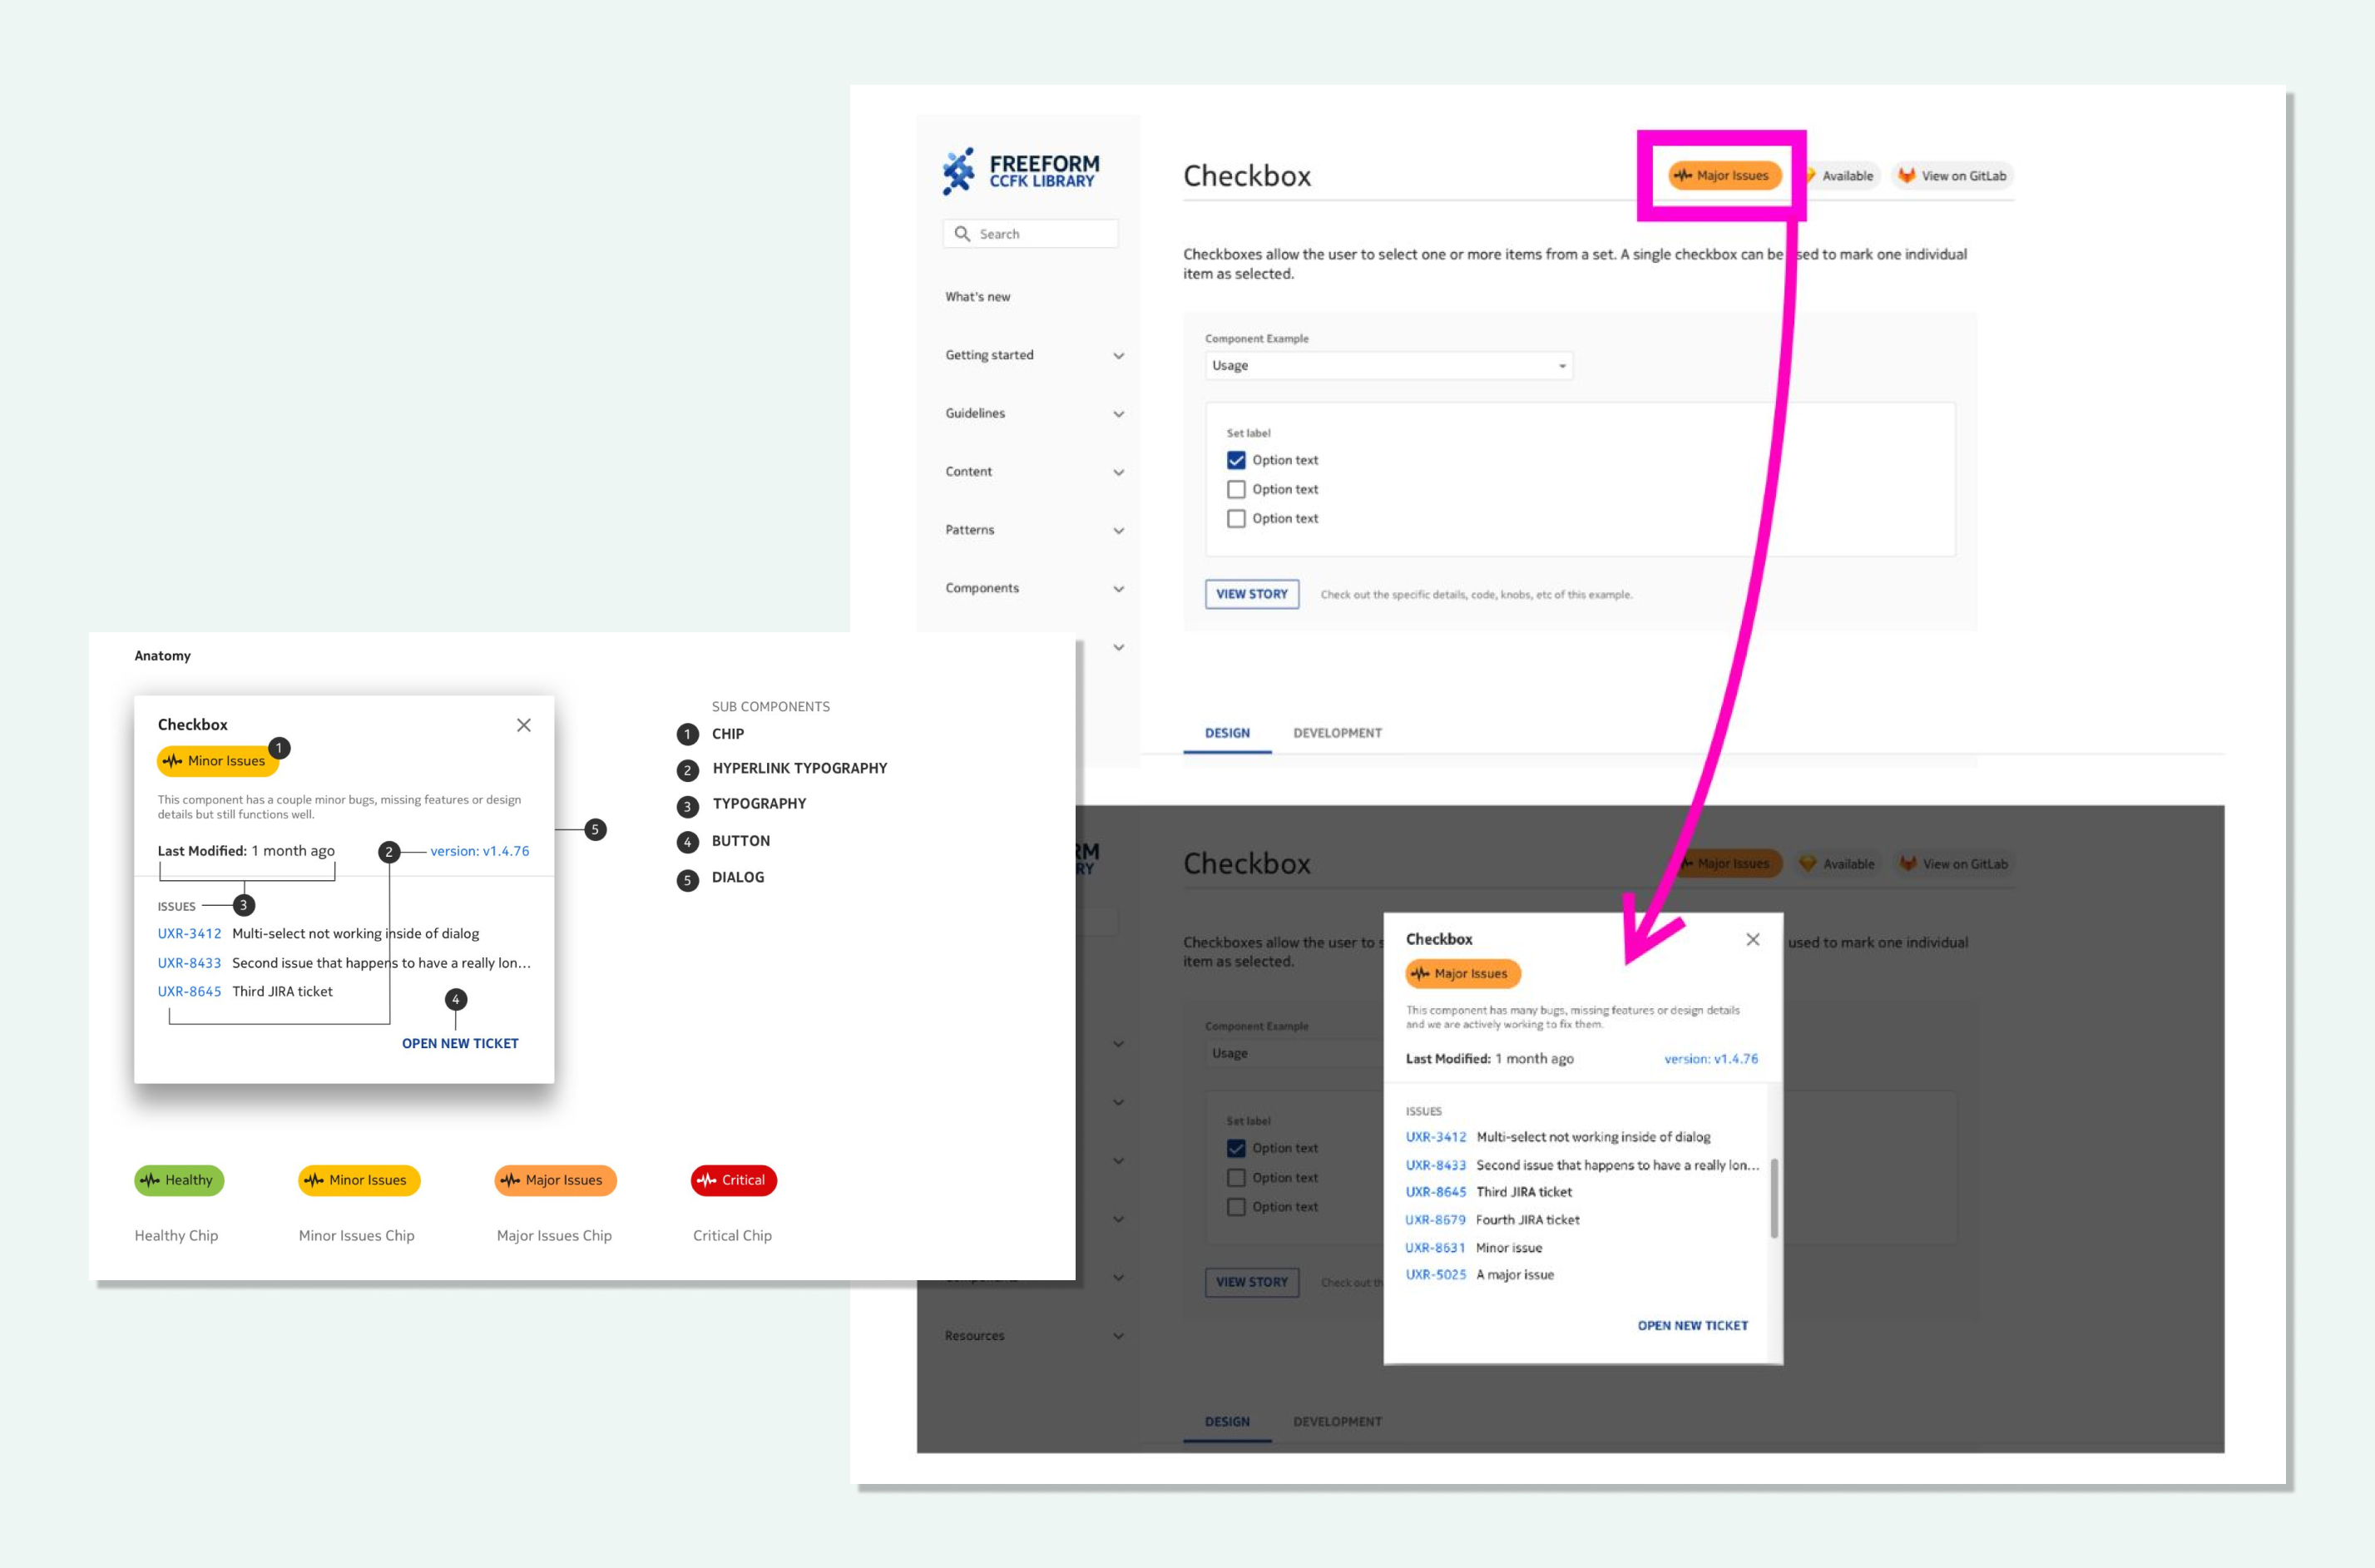 FREEFORM
CCFK LIBRARY
Search
What's new
Getting started
Guidelines
Content
Patterns
Components
Checkbox
Major Issues
Available
View on GitLab
Checkboxes allow the user to select one or more items from a set. A single checkbox can be sed to mark one individual
item as selected.
Component Example
Usage
Set label
Option text
Option text
Option text
VIEW STORY
Check out the specific details, code, knobs, etc of this example.
DESIGN
DEVELOPMENT
Anatomy
Checkbox
1
Minor Issues
This component has a couple minor bugs, missing features or design
details but still functions well.
5
Last Modified: 1 month ago
2
version: v1.4.76
ISSUES
3
UXR-3412 Multi-select not working inside of dialog
UXR-8433 Second issue that happens to have a really lon...
UXR-8645 Third JIRA ticket
4
OPEN NEW TICKET
SUB COMPONENTS
1 CHIP
2 HYPERLINK TYPOGRAPHY
3 TYPOGRAPHY
4 BUTTON
5 DIALOG
Healthy
Minor Issues
Major Issues
Critical
Healthy Chip
Minor Issues Chip
Major Issues Chip
Critical Chip
RM
RY
Checkbox
Major Issues
Available
View on GitLab
Checkboxes allow the user to s
used to mark one individual
item as selected.
Component Example
Usage
Set label
Option text
Option text
Option text
VIEW STORY
Check out th
Resources
DESIGN
DEVELOPMENT
Checkbox
Major Issues
This component has many bugs, missing features or design details
and we are actively working to fix them.
Last Modified: 1 month ago
version: v1.4.76
ISSUES
UXR-3412 Multi-select not working inside of dialog
UXR-8433 Second issue that happens to have a really lon...
UXR-8645 Third JIRA ticket
UXR-8679 Fourth JIRA ticket
UXR-8631 Minor issue
UXR-5025 A major issue
OPEN NEW TICKET